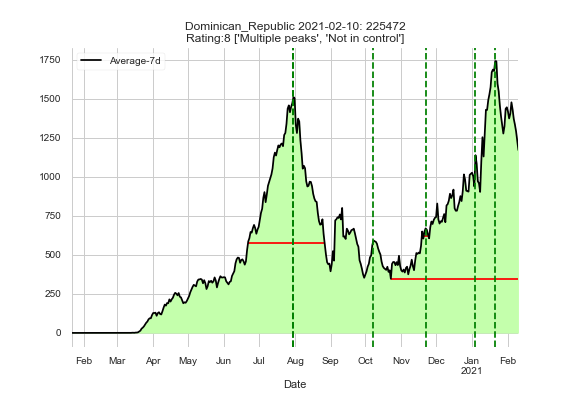 Dominican_Republic 2021-02-10: 225472
Rating:8 ['Multiple peaks', 'Not in control']
Average-7d
1750
1500
1250
1000
750
500
250
0
Feb Mar Apr May Jun Jul Aug Sep Oct Nov Dec Jan Feb
2021
Date